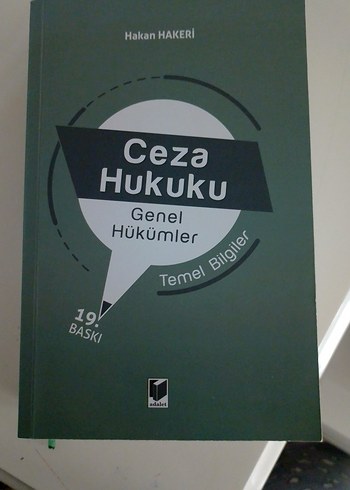 Hakan HAKERİ
Ceza
Hukuku
Genel
Hükümler
Temel Bilgiler
19.
BASKI
adalet